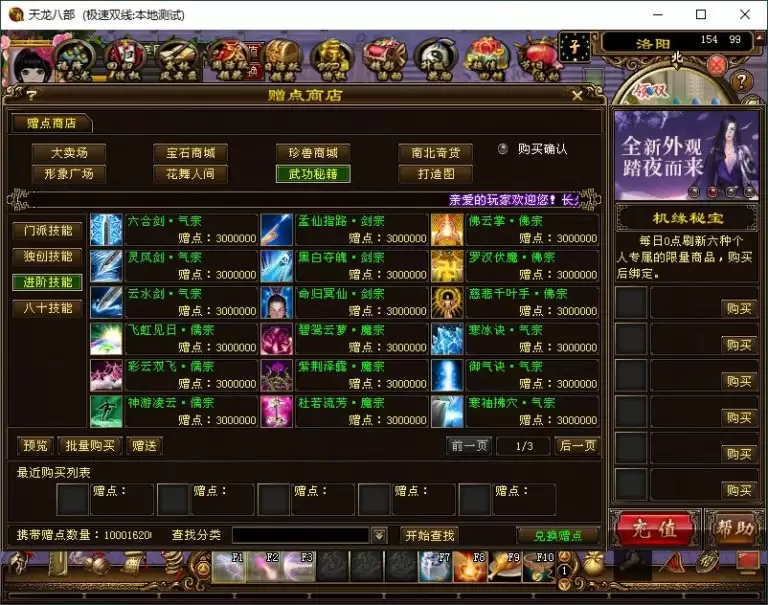 天龙八部 (极速双线:本地测试)
洛阳 154 99
北
子
?
领双
? 赠点商店
赠点商店
大卖场 宝石商城 珍兽商城 南北奇货 购买确认
形象广场 花舞人间 武功秘籍 打造图
亲爱的玩家欢迎您!
门派技能
独创技能
进阶技能
八十技能
六合剑·气宗 孟仙指路·剑宗 佛云掌·佛宗
赠点:3000000 赠点:3000000 赠点:3000000
灵风剑·气宗 黑白夺魄·剑宗 罗汉伏魔·佛宗
赠点:3000000 赠点:3000000 赠点:3000000
云水剑·气宗 命归冥仙·剑宗 慈悲千叶手·佛宗
赠点:3000000 赠点:3000000 赠点:3000000
飞虹见日·儒宗 碧鸳云萝·魔宗 寒冰诀·气宗
赠点:3000000 赠点:3000000 赠点:3000000
彩云双飞·儒宗 紫荆泽露·魔宗 御气诀·气宗
赠点:3000000 赠点:3000000 赠点:3000000
神游凌云·儒宗 杜若流芳·魔宗 寒袖拂穴·气宗
赠点:3000000 赠点:3000000 赠点:3000000
预览 批量购买 赠送 前一页 1/3 后一页
最近购买列表
赠点: 赠点: 赠点: 赠点: 赠点:
携带赠点数量:10001620 查找分类 开始查找 兑换赠点
全新外观
踏夜而来
机缘秘宝
每日0点刷新六种个
人专属的限量商品,购买
后绑定。
购买
购买
购买
购买
购买
购买
充值 帮助
F1 F2 F3 F7 F8 F9 F10 1